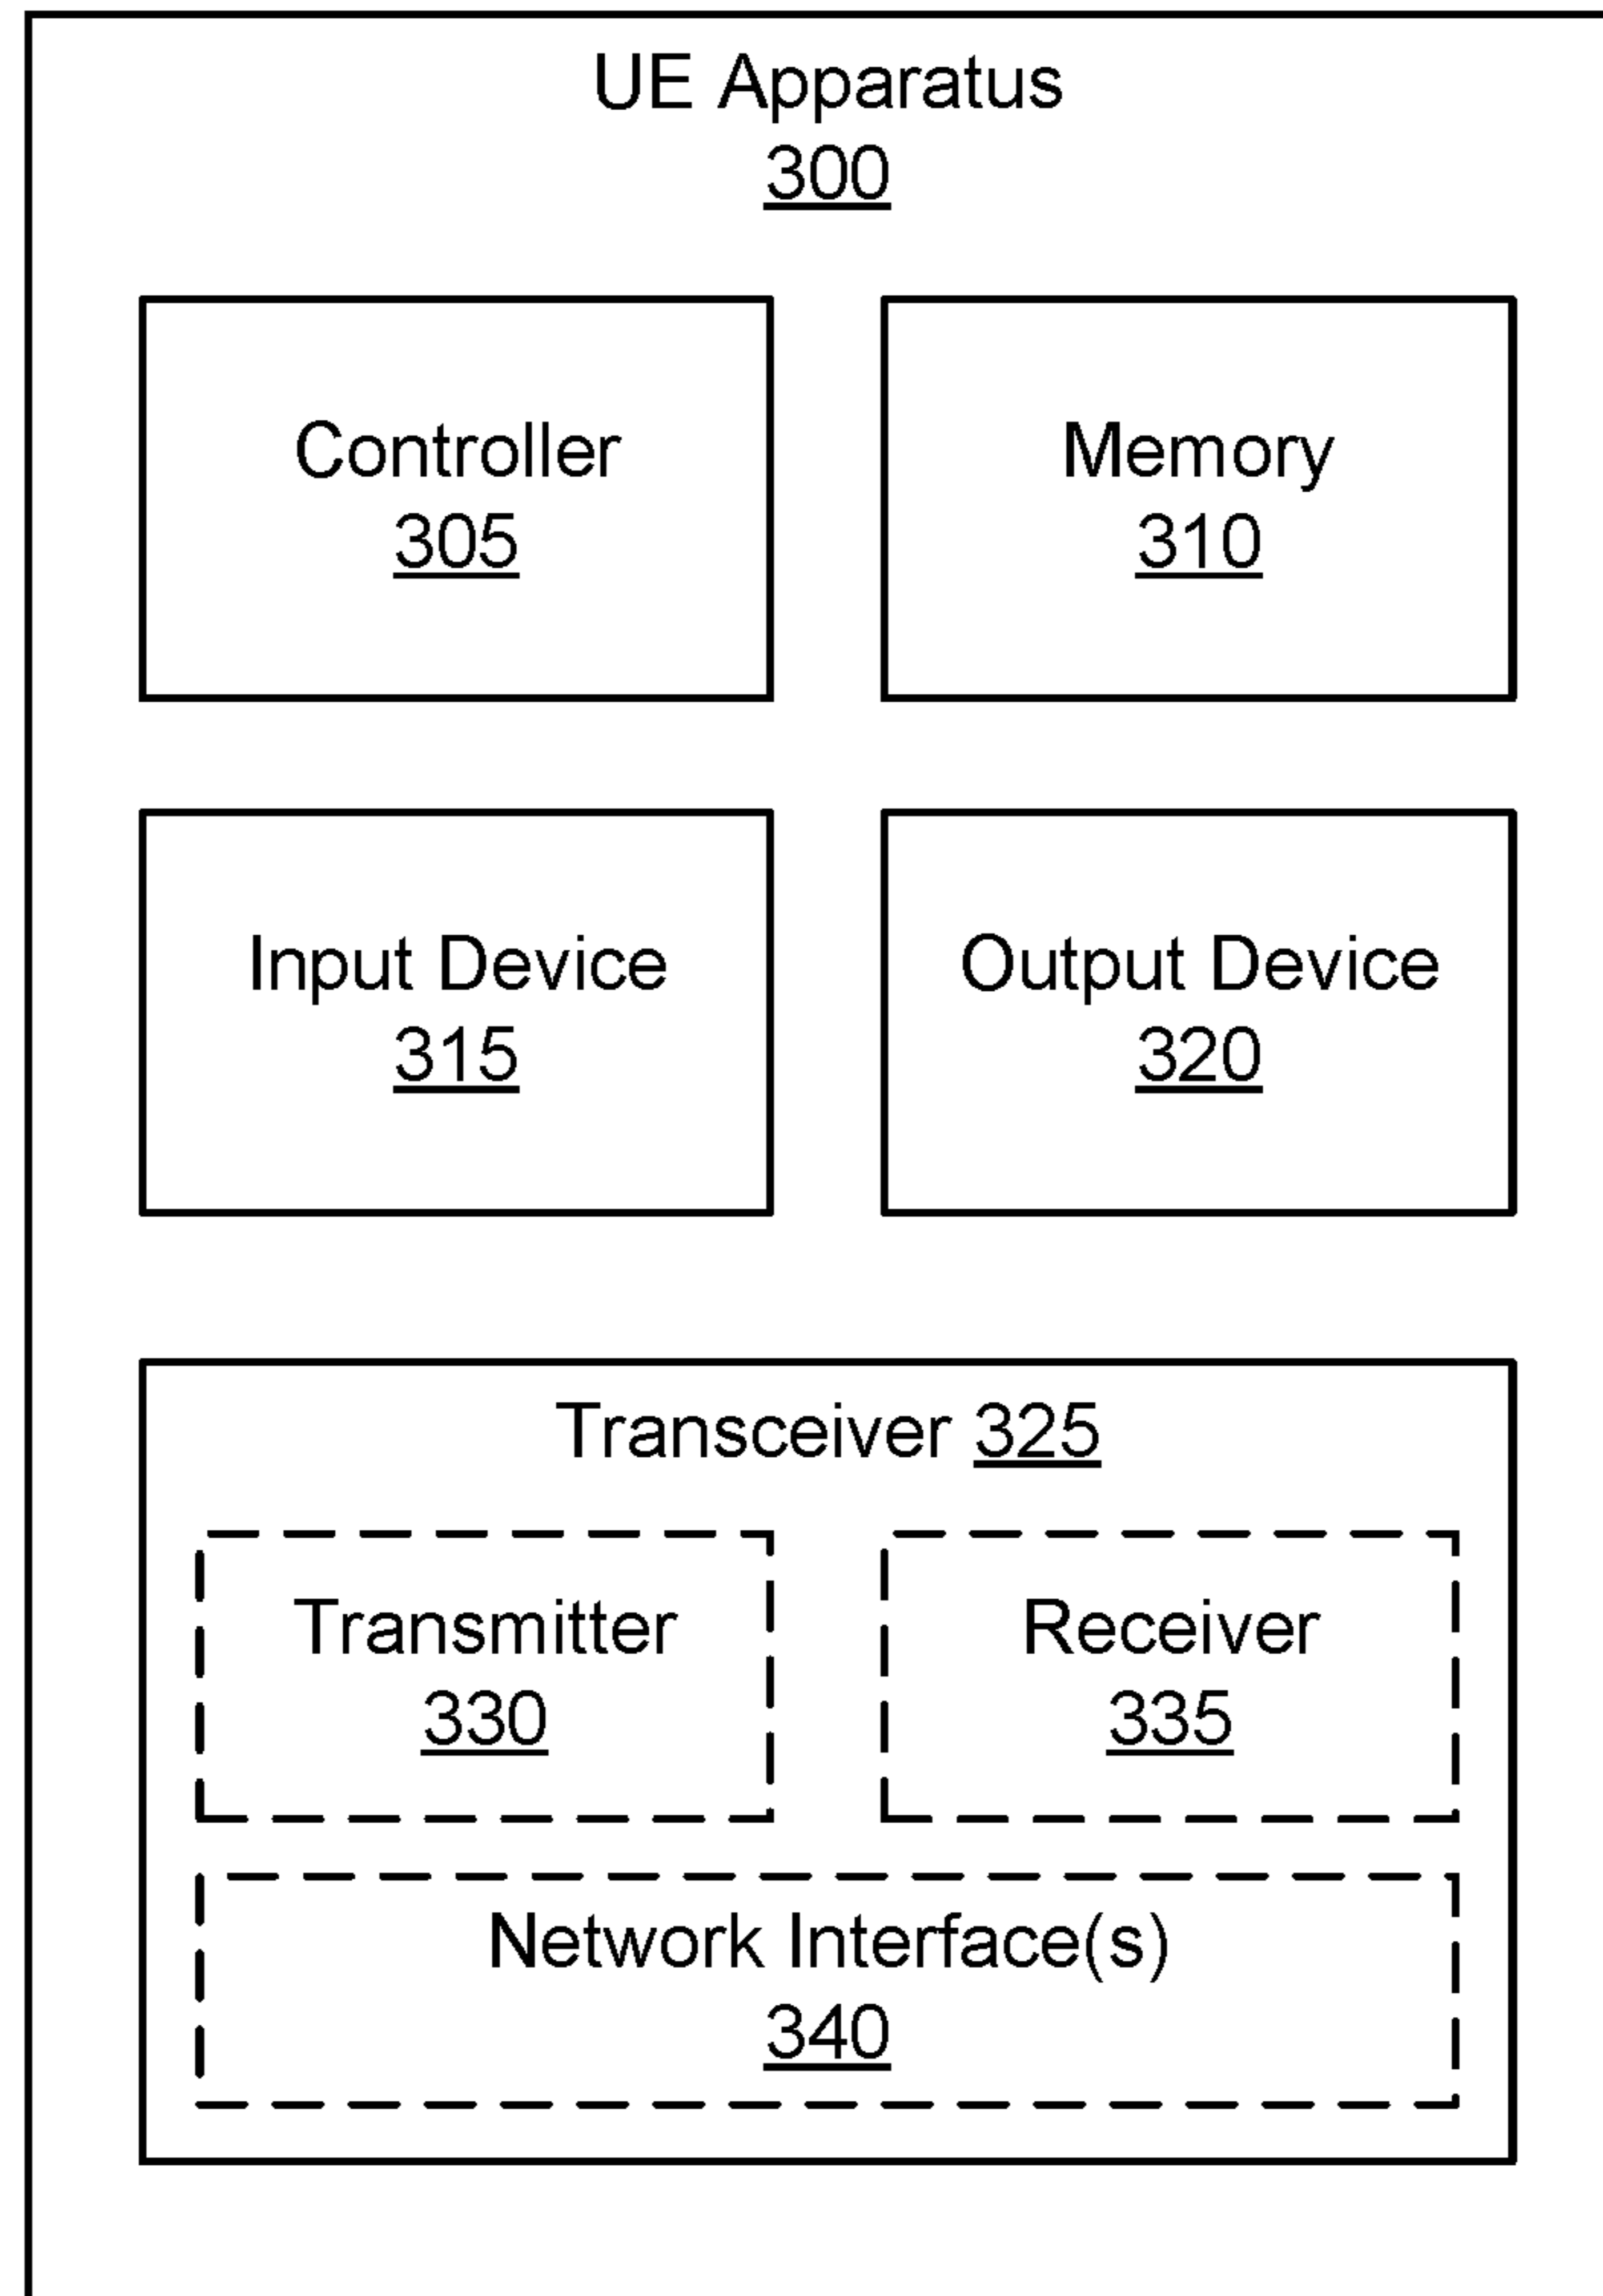 UE Apparatus
300
Controller
305
Memory
310
Input Device
315
Output Device
320
Transceiver 325
Transmitter
330
Receiver
335
Network Interface(s)
340